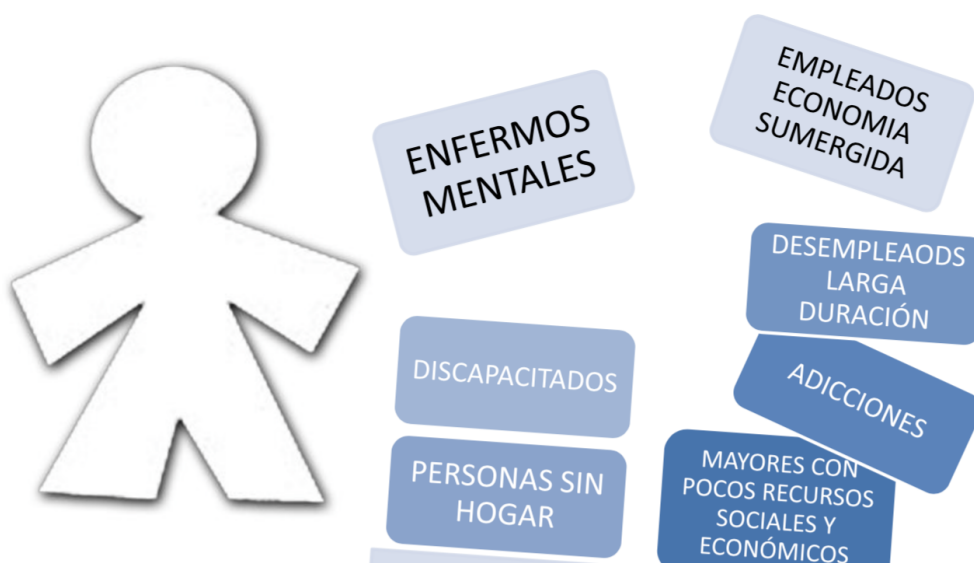 ENFERMOS
MENTALES
EMPLEADOS
ECONOMIA
SUMERGIDA
DESEMPLEAODS
LARGA
DURACIÓN
DISCAPACITADOS
ADICCIONES
PERSONAS SIN
HOGAR
MAYORES CON
POCOS RECURSOS
SOCIALES Y
ECONÓMICOS